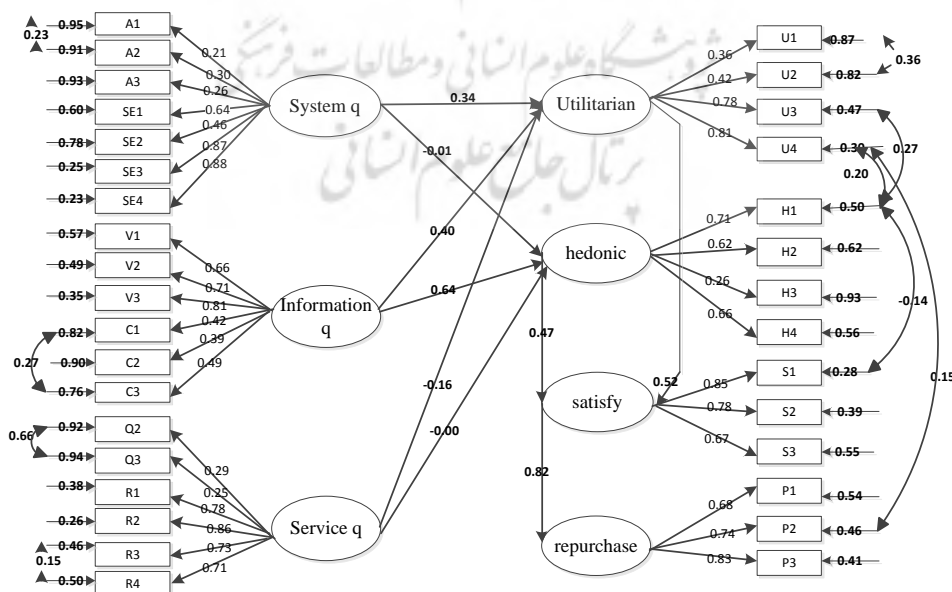 پژوهشگاه علوم انسانی و مطالعات فرهنگی
پرتال جامع علوم انسانی
0.23
0.95 A1
0.91 A2
0.93 A3
0.60 SE1
0.78 SE2
0.25 SE3
0.23 SE4
0.21
0.30
0.26
0.64
0.46
0.87
0.88
System q
0.57 V1
0.49 V2
0.35 V3
0.82 C1
0.90 C2
0.76 C3
0.27
0.66
0.71
0.81
0.42
0.39
0.49
Information
q
0.92 Q2
0.94 Q3
0.38 R1
0.26 R2
0.46 R3
0.50 R4
0.66
0.15
0.29
0.25
0.78
0.86
0.73
0.71
Service q
0.34
-0.01
0.40
0.64
-0.16
-0.00
Utilitarian
0.36
0.42
0.78
0.81
U1 0.87
U2 0.82
U3 0.47
U4
0.36
0.27
0.20
hedonic
0.71
0.62
0.26
0.66
H1 0.50
H2 0.62
H3 0.93
H4 0.56
-0.14
0.15
0.47
0.52
satisfy
0.85
0.78
0.67
S1 0.28
S2 0.39
S3 0.55
0.82
repurchase
0.68
0.74
0.83
P1 0.54
P2 0.46
P3 0.41